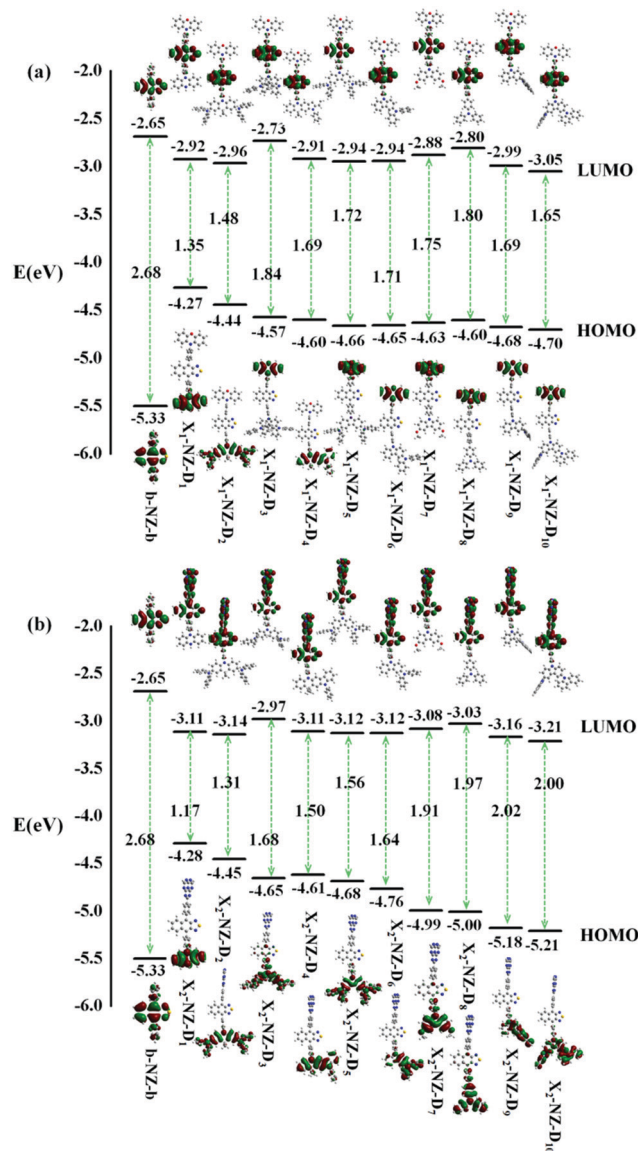 (a)
-2.0
-2.5
-3.0
-3.5
-4.0
-4.5
-5.0
-5.5
-6.0
E(eV)
−2.65
−2.92
−2.96
−2.73
−2.91
−2.94
−2.94
−2.88
−2.80
−2.99
−3.05
LUMO
2.68
1.35
1.48
1.84
1.69
1.72
1.71
1.75
1.80
1.69
1.65
−5.33
−4.27
−4.44
−4.57
−4.60
−4.66
−4.65
−4.63
−4.60
−4.68
−4.70
HOMO
b-NZ-b
X₁-NZ-D₁
X₁-NZ-D₂
X₁-NZ-D₃
X₁-NZ-D₄
X₁-NZ-D₅
X₁-NZ-D₆
X₁-NZ-D₇
X₁-NZ-D₈
X₁-NZ-D₉
X₁-NZ-D₁₀
(b)
-2.0
-2.5
-3.0
-3.5
-4.0
-4.5
-5.0
-5.5
-6.0
E(eV)
−2.65
−3.11
−3.14
−2.97
−3.11
−3.12
−3.12
−3.08
−3.03
−3.16
−3.21
LUMO
2.68
1.17
1.31
1.68
1.50
1.56
1.64
1.91
1.97
2.02
2.00
−5.33
−4.28
−4.45
−4.65
−4.61
−4.68
−4.76
−4.99
−5.00
−5.18
−5.21
HOMO
b-NZ-b
X₂-NZ-D₁
X₂-NZ-D₂
X₂-NZ-D₃
X₂-NZ-D₄
X₂-NZ-D₅
X₂-NZ-D₆
X₂-NZ-D₇
X₂-NZ-D₈
X₂-NZ-D₉
X₂-NZ-D₁₀